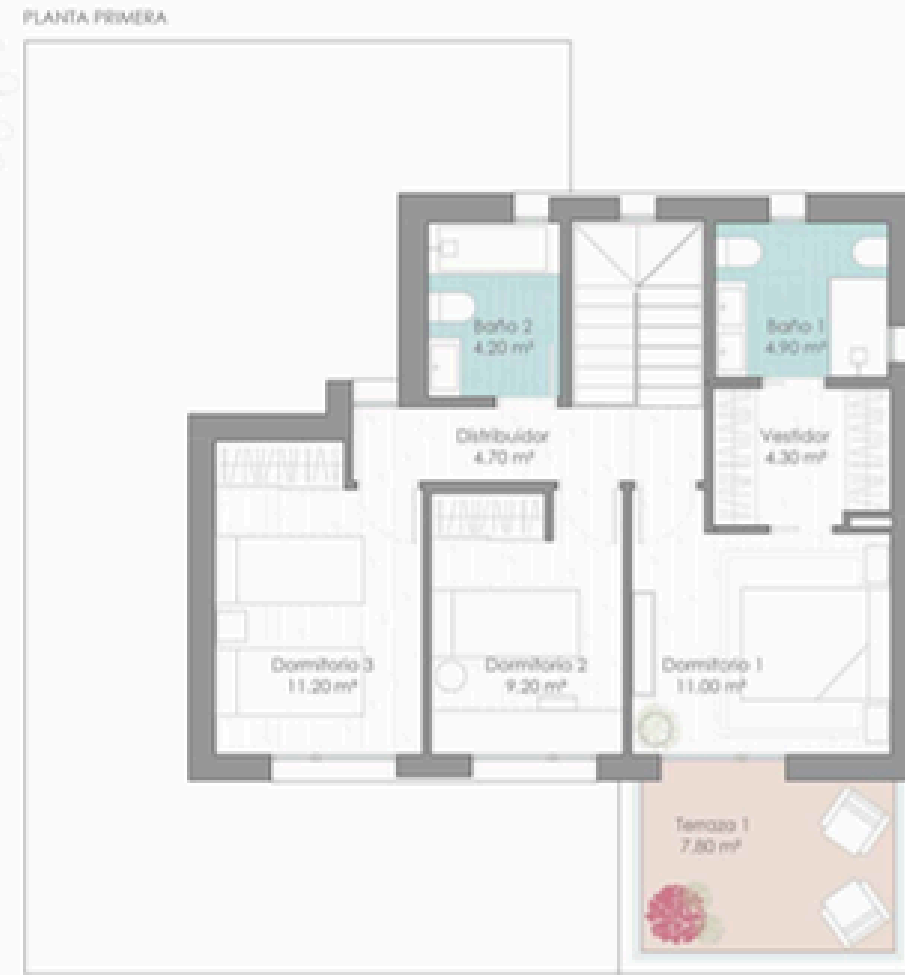 PLANTA PRIMERA
Baño 2
4.20 m²
Baño 1
4.90 m²
Distribuidor
4.70 m²
Vestidor
4.30 m²
Dormitorio 3
11.20 m²
Dormitorio 2
9.20 m²
Dormitorio 1
11.00 m²
Terraza 1
7.80 m²